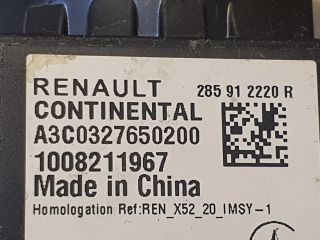 RENAULT 285 91 2220 R
CONTINENTAL
A3C0327650200
1008211967
Made in China
Homologation Ref:REN_X52_20_IMSY-1